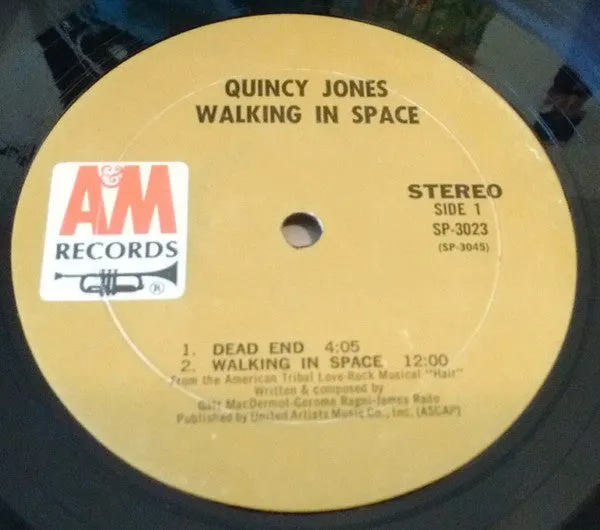 QUINCY JONES
WALKING IN SPACE
A&M
RECORDS
®
STEREO
SIDE 1
SP-3023
(SP-3045)
1. DEAD END 4:05
2. WALKING IN SPACE 12:00
From the American Tribal Love-Rock Musical "Hair"
Written & composed by
Galt MacDermot-Gerome Ragni-James Rado
Published by United Artists Music Co., Inc. (ASCAP)